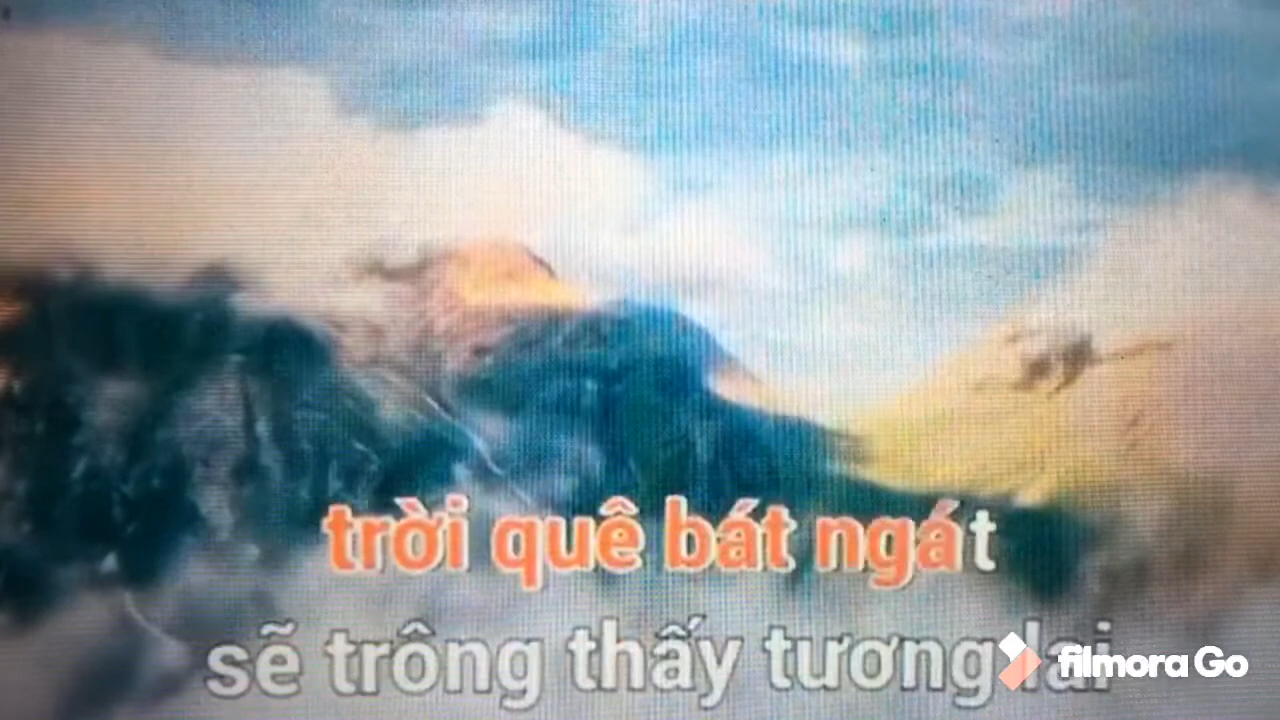 trời quê bát ngát
sẽ trông thấy tương lai
filmora Go